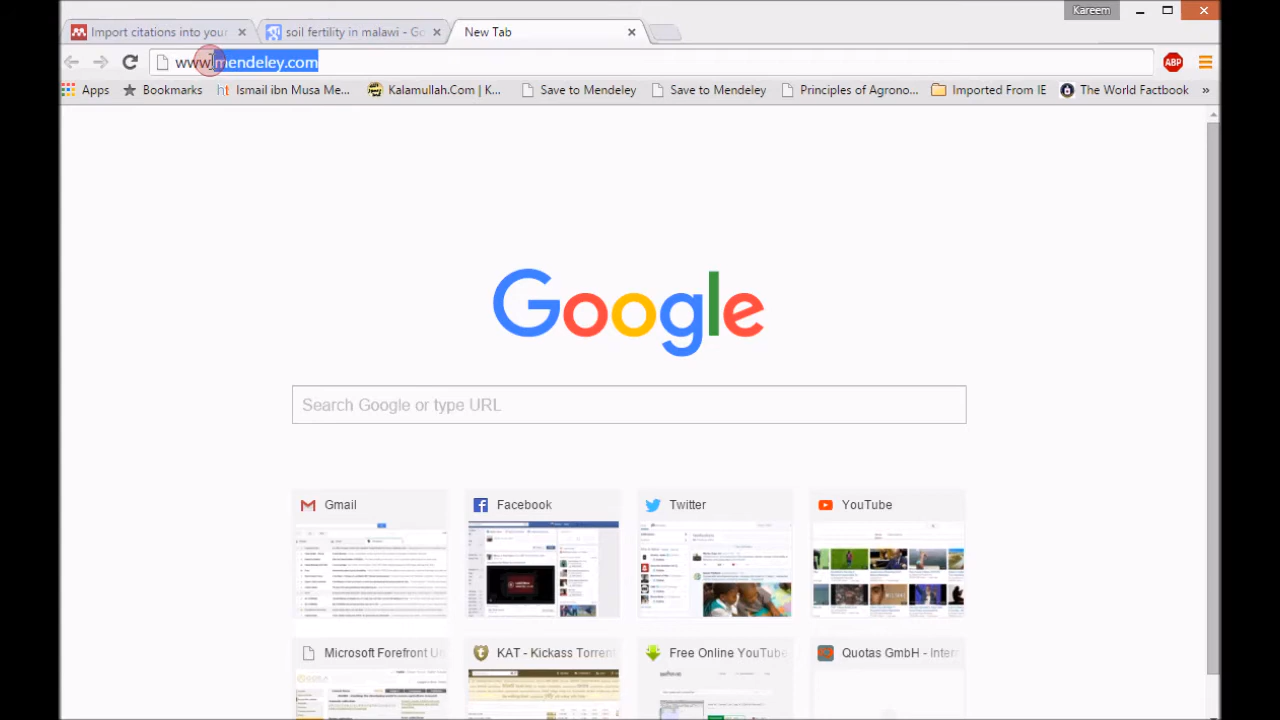 Kareem
Import citations into your
soil fertility in malawi - Go
New Tab
www.mendeley.com
ABP
Apps
Bookmarks
Ismail ibn Musa Me...
Kalamullah.Com | K...
Save to Mendeley
Save to Mendeley
Principles of Agrono...
Imported From IE
The World Factbook
»
Google
Search Google or type URL
Gmail
Facebook
Twitter
YouTube
Microsoft Forefront Un
KAT - Kickass Torrent
Free Online YouTube
Quotas GmbH - Intern